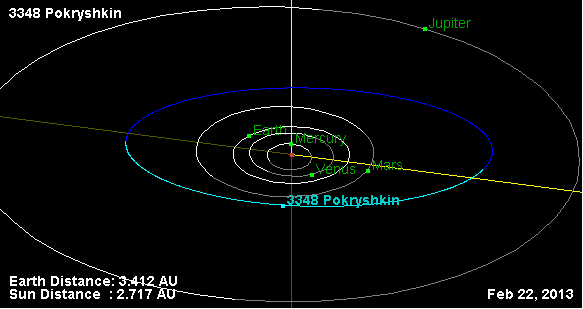 3348 Pokryshkin
Jupiter
Earth
Mercury
Venus
Mars
3348 Pokryshkin
Earth Distance: 3.412 AU
Sun Distance  : 2.717 AU
Feb 22, 2013